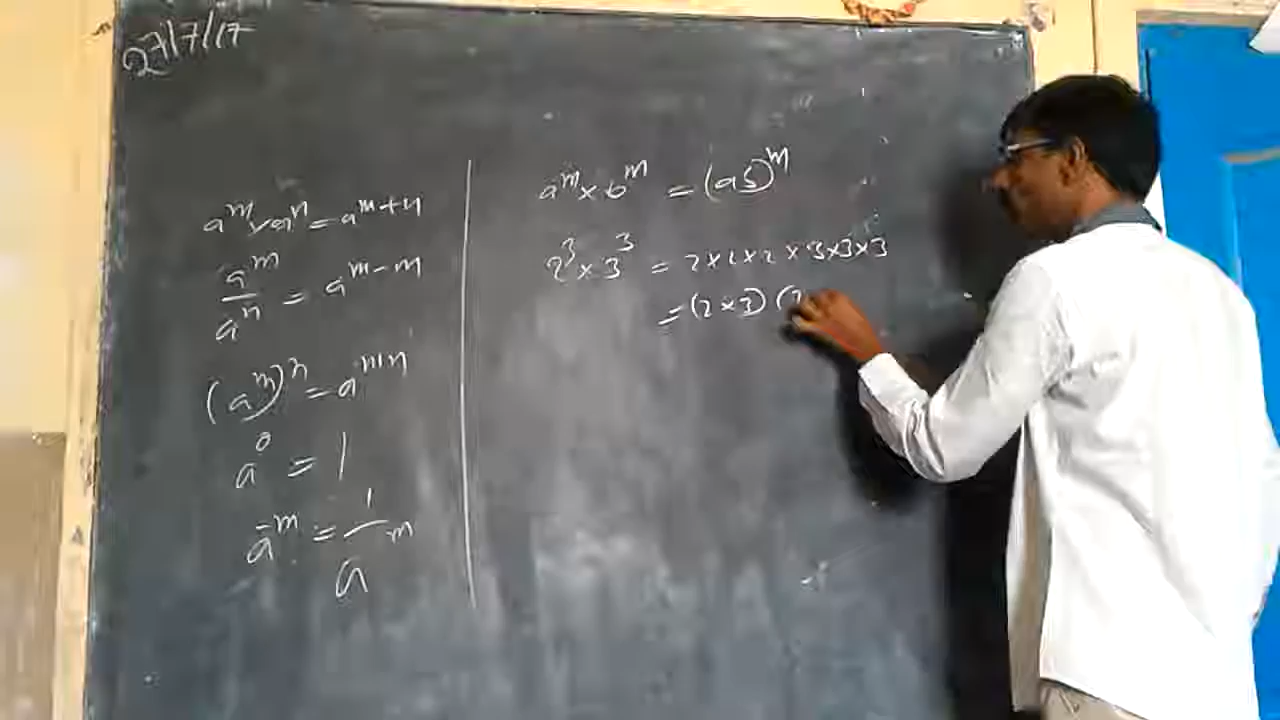 27/7/17
aᵐ × aⁿ = aᵐ⁺ⁿ
aᵐ/aⁿ = aᵐ⁻ⁿ
(aᵐ)ⁿ = aᵐⁿ
a⁰ = 1
a⁻ᵐ = 1/aᵐ
aᵐ × bᵐ = (ab)ᵐ
2³ × 3³ = 2×2×2×3×3×3
= (2×3) (2